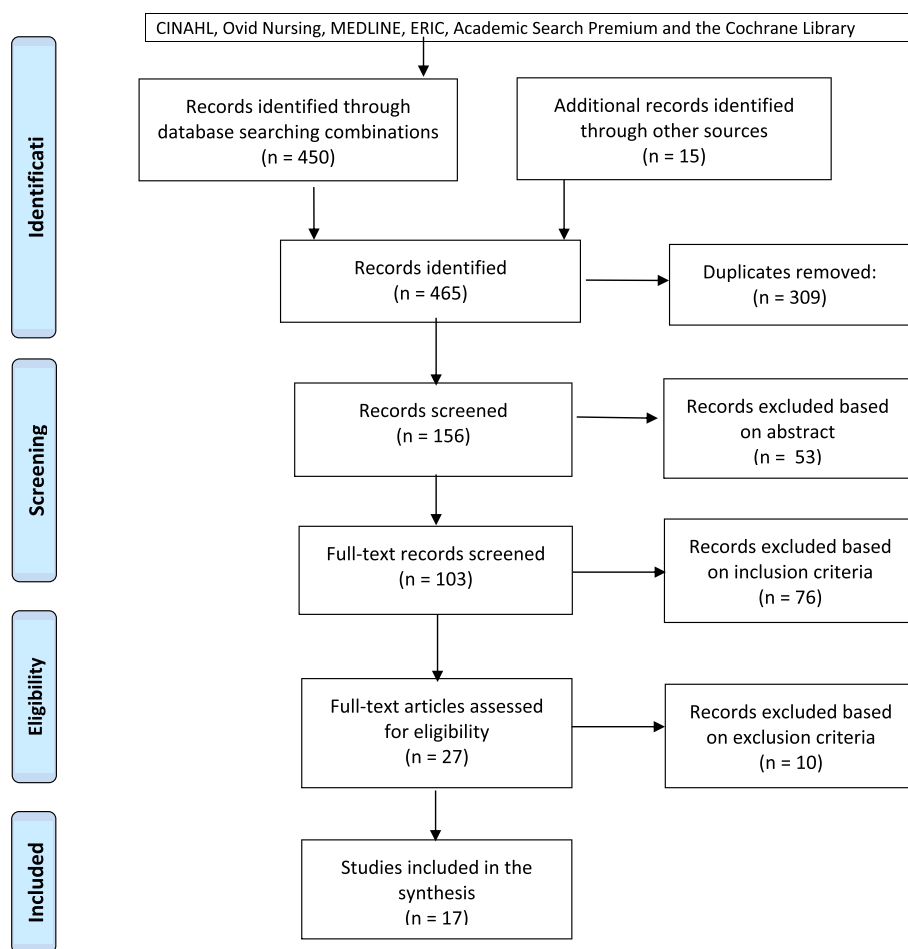 CINAHL, Ovid Nursing, MEDLINE, ERIC, Academic Search Premium and the Cochrane Library
Identificati
Records identified through
database searching combinations
(n = 450)
Additional records identified
through other sources
(n = 15)
Records identified
(n = 465)
Duplicates removed:
(n = 309)
Screening
Records screened
(n = 156)
Records excluded based
on abstract
(n = 53)
Full-text records screened
(n = 103)
Records excluded based
on inclusion criteria
(n = 76)
Eligibility
Full-text articles assessed
for eligibility
(n = 27)
Records excluded based
on exclusion criteria
(n = 10)
Included
Studies included in the
synthesis
(n = 17)